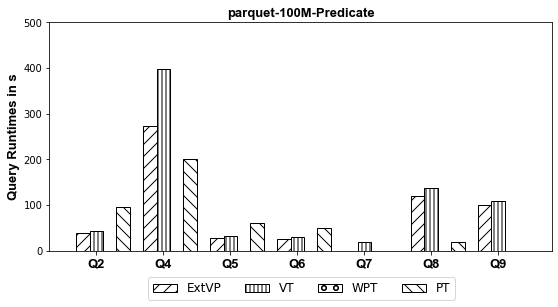 parquet-100M-Predicate
Query Runtimes in s
500
400
300
200
100
0
Q2 Q4 Q5 Q6 Q7 Q8 Q9
ExtVP VT WPT PT